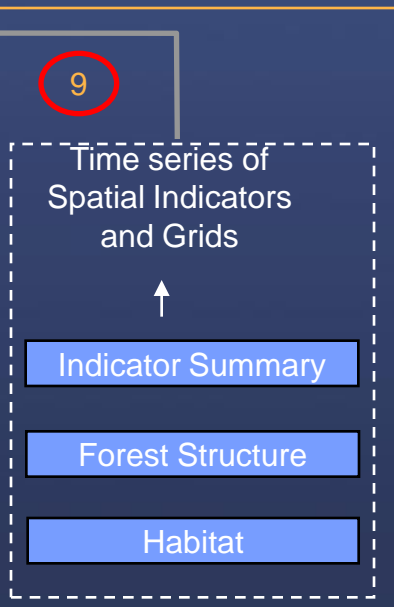 9
Time series of
Spatial Indicators
and Grids
Indicator Summary
Forest Structure
Habitat